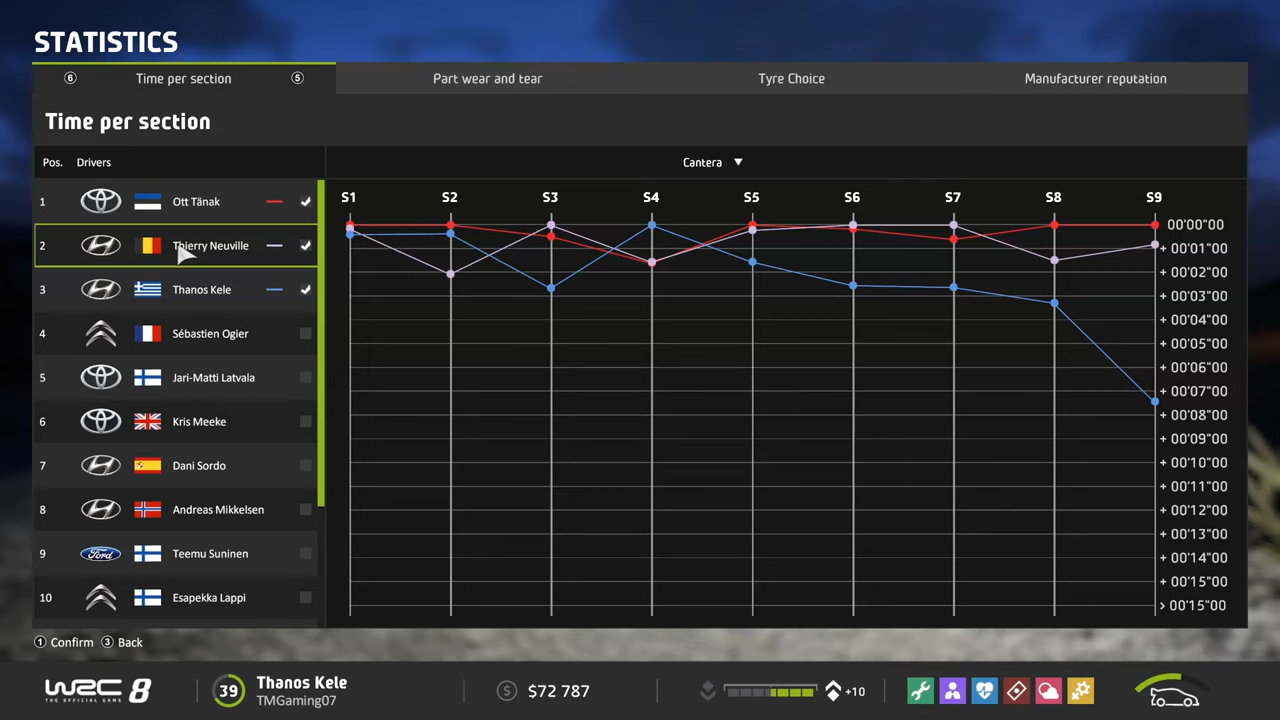 STATISTICS
6 Time per section 5 Part wear and tear Tyre Choice Manufacturer reputation
Time per section
Pos. Drivers Cantera
1 Ott Tänak
2 Thierry Neuville
3 Thanos Kele
4 Sébastien Ogier
5 Jari-Matti Latvala
6 Kris Meeke
7 Dani Sordo
8 Andreas Mikkelsen
9 Ford Teemu Suninen
10 Esapekka Lappi
S1 S2 S3 S4 S5 S6 S7 S8 S9
00'00"00
+ 00'01"00
+ 00'02"00
+ 00'03"00
+ 00'04"00
+ 00'05"00
+ 00'06"00
+ 00'07"00
+ 00'08"00
+ 00'09"00
+ 00'10"00
+ 00'11"00
+ 00'12"00
+ 00'13"00
+ 00'14"00
+ 00'15"00
> 00'15"00
1 Confirm 3 Back
WRC 8
THE OFFICIAL GAME
39
Thanos Kele
TMGaming07
$ $72 787
+10